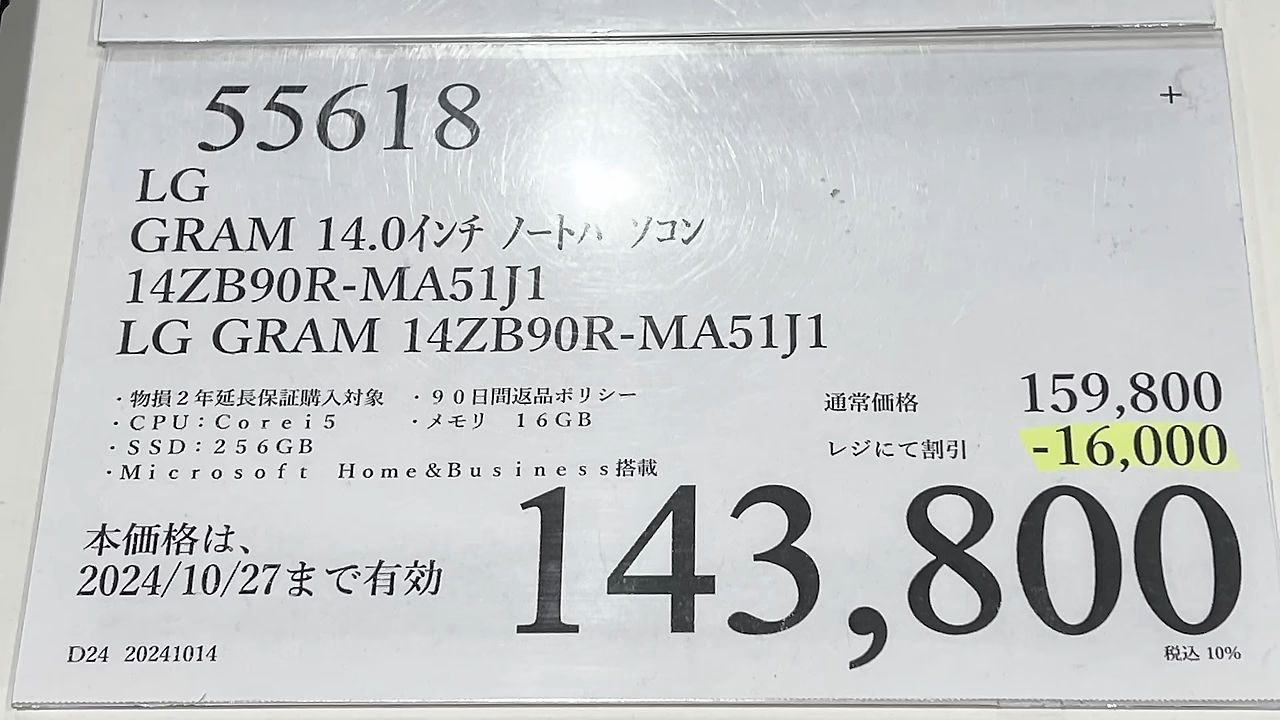 55618
+
LG
GRAM 14.0インチ ノートハ ソコン
14ZB90R-MA51J1
LG GRAM 14ZB90R-MA51J1
・物損２年延長保証購入対象 ・９０日間返品ポリシー
・ＣＰＵ：Ｃｏｒｅｉ５ ・メモリ １６ＧＢ
・ＳＳＤ：２５６ＧＢ
・Ｍｉｃｒｏｓｏｆｔ Ｈｏｍｅ＆Ｂｕｓｉｎｅｓｓ搭載
通常価格 159,800
レジにて割引 -16,000
143,800
本価格は、
2024/10/27まで有効
D24 20241014
税込 10%